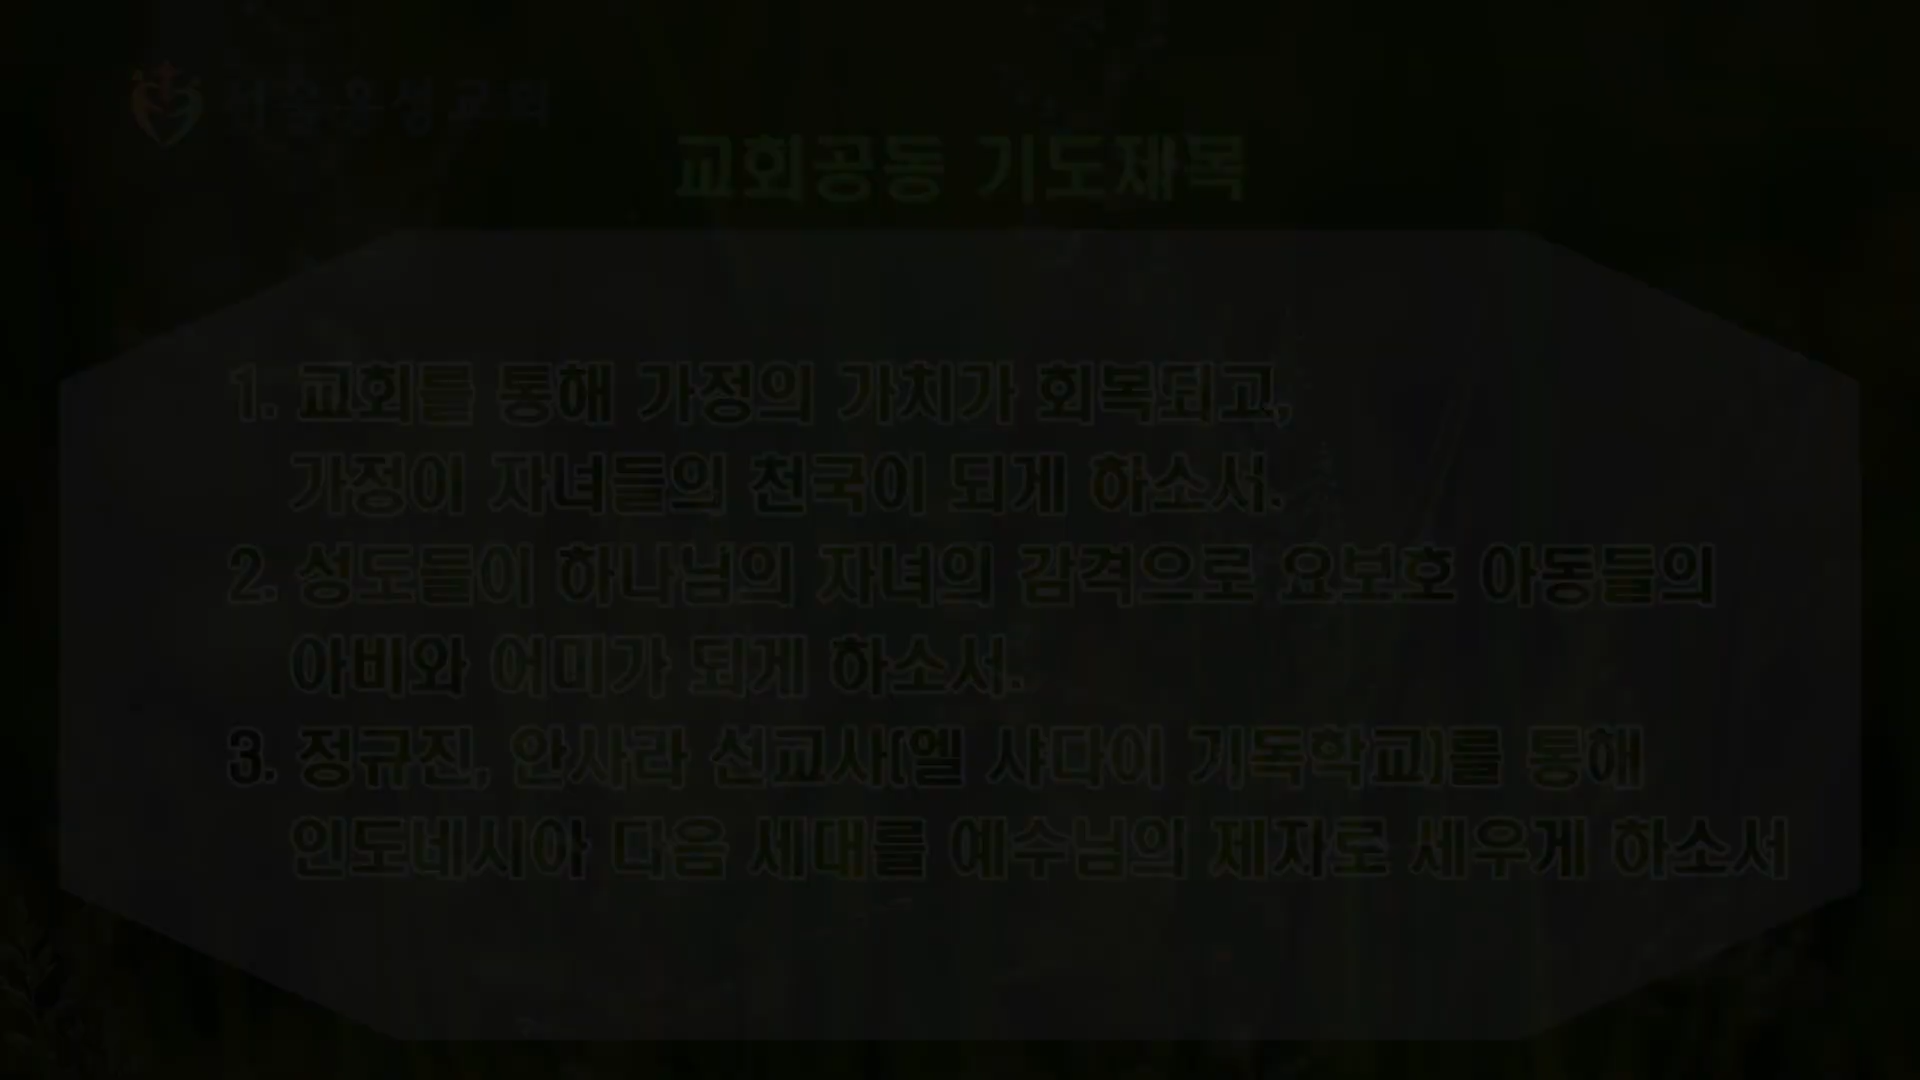 교회공동 기도제목
1. 교회를 통해 가정의 가치가 회복되고,
가정이 자녀들의 천국이 되게 하소서.
2. 성도들이 하나님의 자녀의 감격으로 요보호 아동들의
아비와 어미가 되게 하소서.
3. 정규진, 안사라 선교사(엘 샤다이 기독학교)를 통해
인도네시아 다음 세대를 예수님의 제자로 세우게 하소서